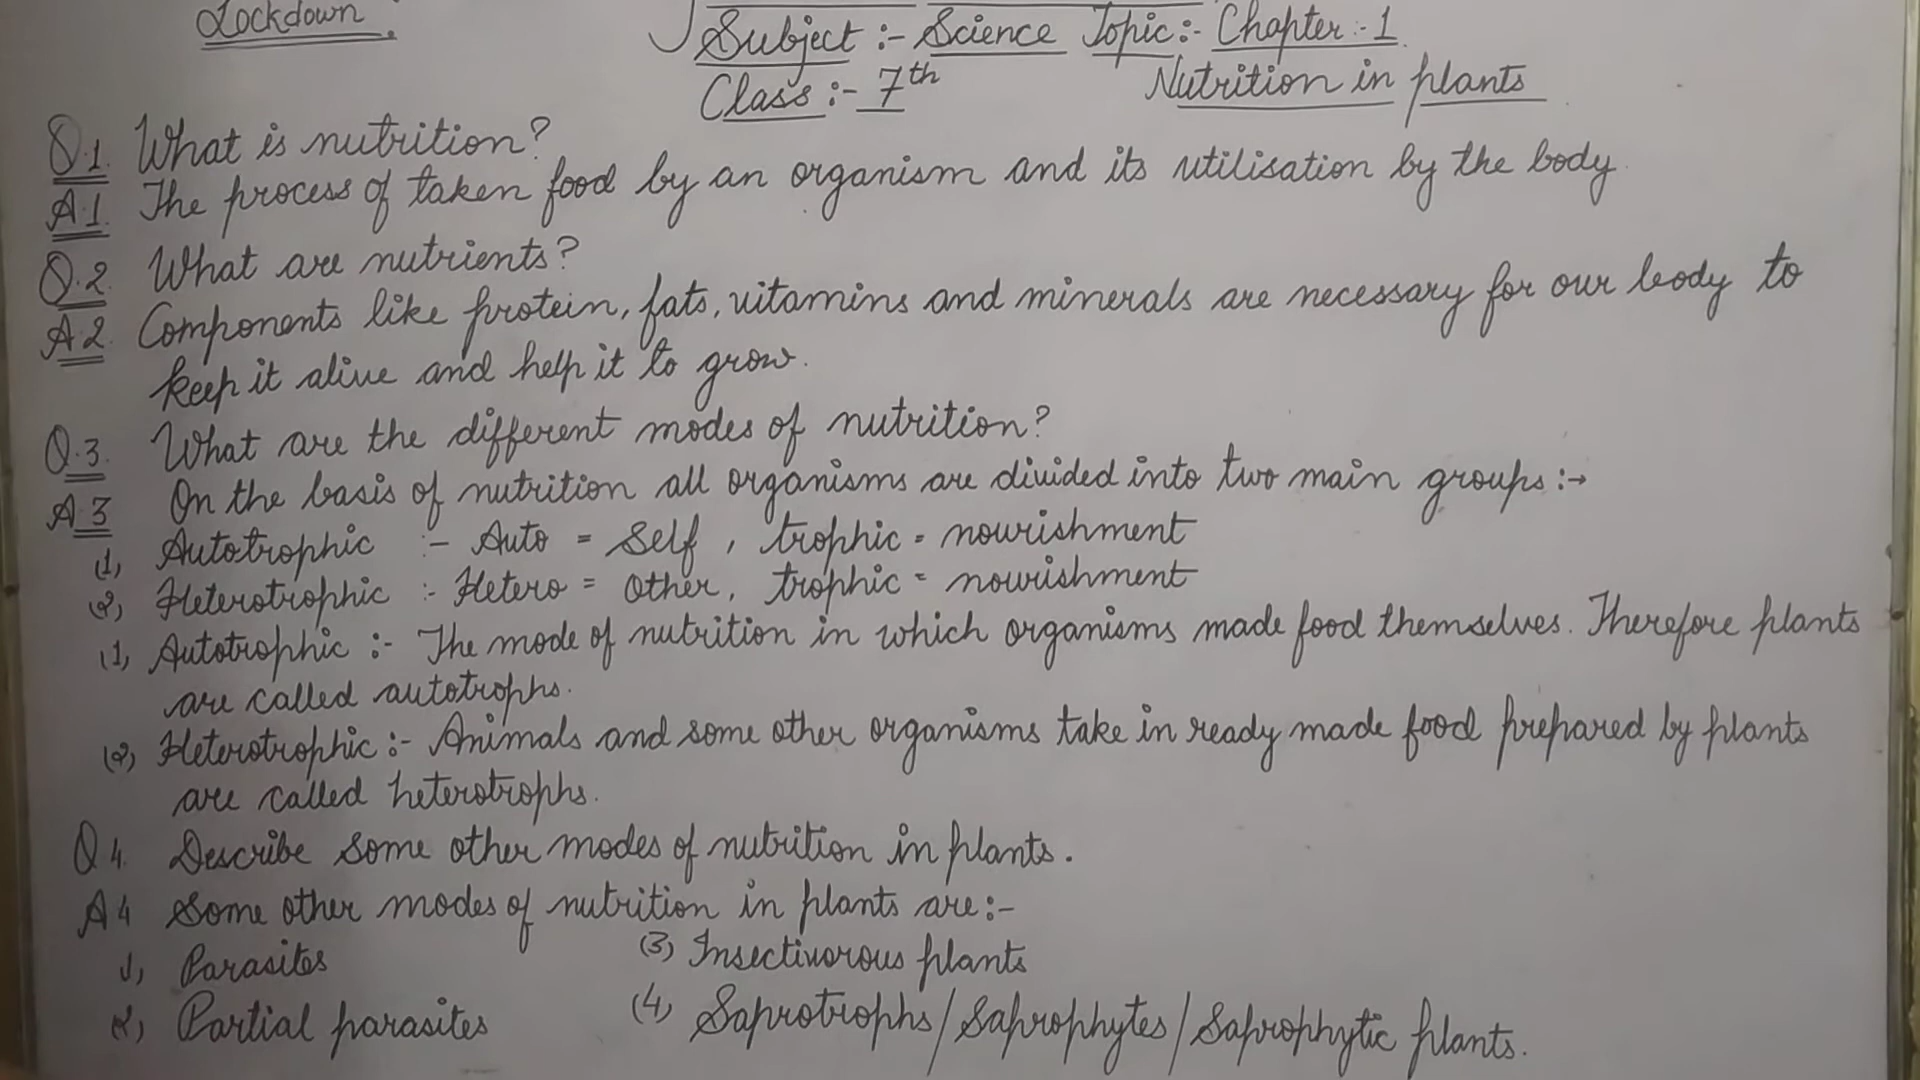 Lockdown
Subject :- Science Topic:- Chapter :- 1
Class :- 7th Nutrition in plants
Q.1. What is nutrition?
A.1. The process of taken food by an organism and its utilisation by the body
Q.2. What are nutrients?
A.2. Components like protein, fats, vitamins and minerals are necessary for our body to
keep it alive and help it to grow.
Q.3. What are the different modes of nutrition?
A.3 On the basis of nutrition all organisms are divided into two main groups :→
(1) Autotrophic :- Auto = Self , trophic = nourishment
(2) Heterotrophic :- Hetero = Other, trophic = nourishment
(1) Autotrophic :- The mode of nutrition in which organisms made food themselves. Therefore plants
are called autotrophs.
(2) Heterotrophic :- Animals and some other organisms take in ready made food prepared by plants
are called heterotrophs.
Q 4. Describe some other modes of nutrition in plants.
A 4 Some other modes of nutrition in plants are :-
1) Parasites (3) Insectivorous plants
2) Partial parasites (4) Saprotrophs/Saprophytes/Saprophytic plants.